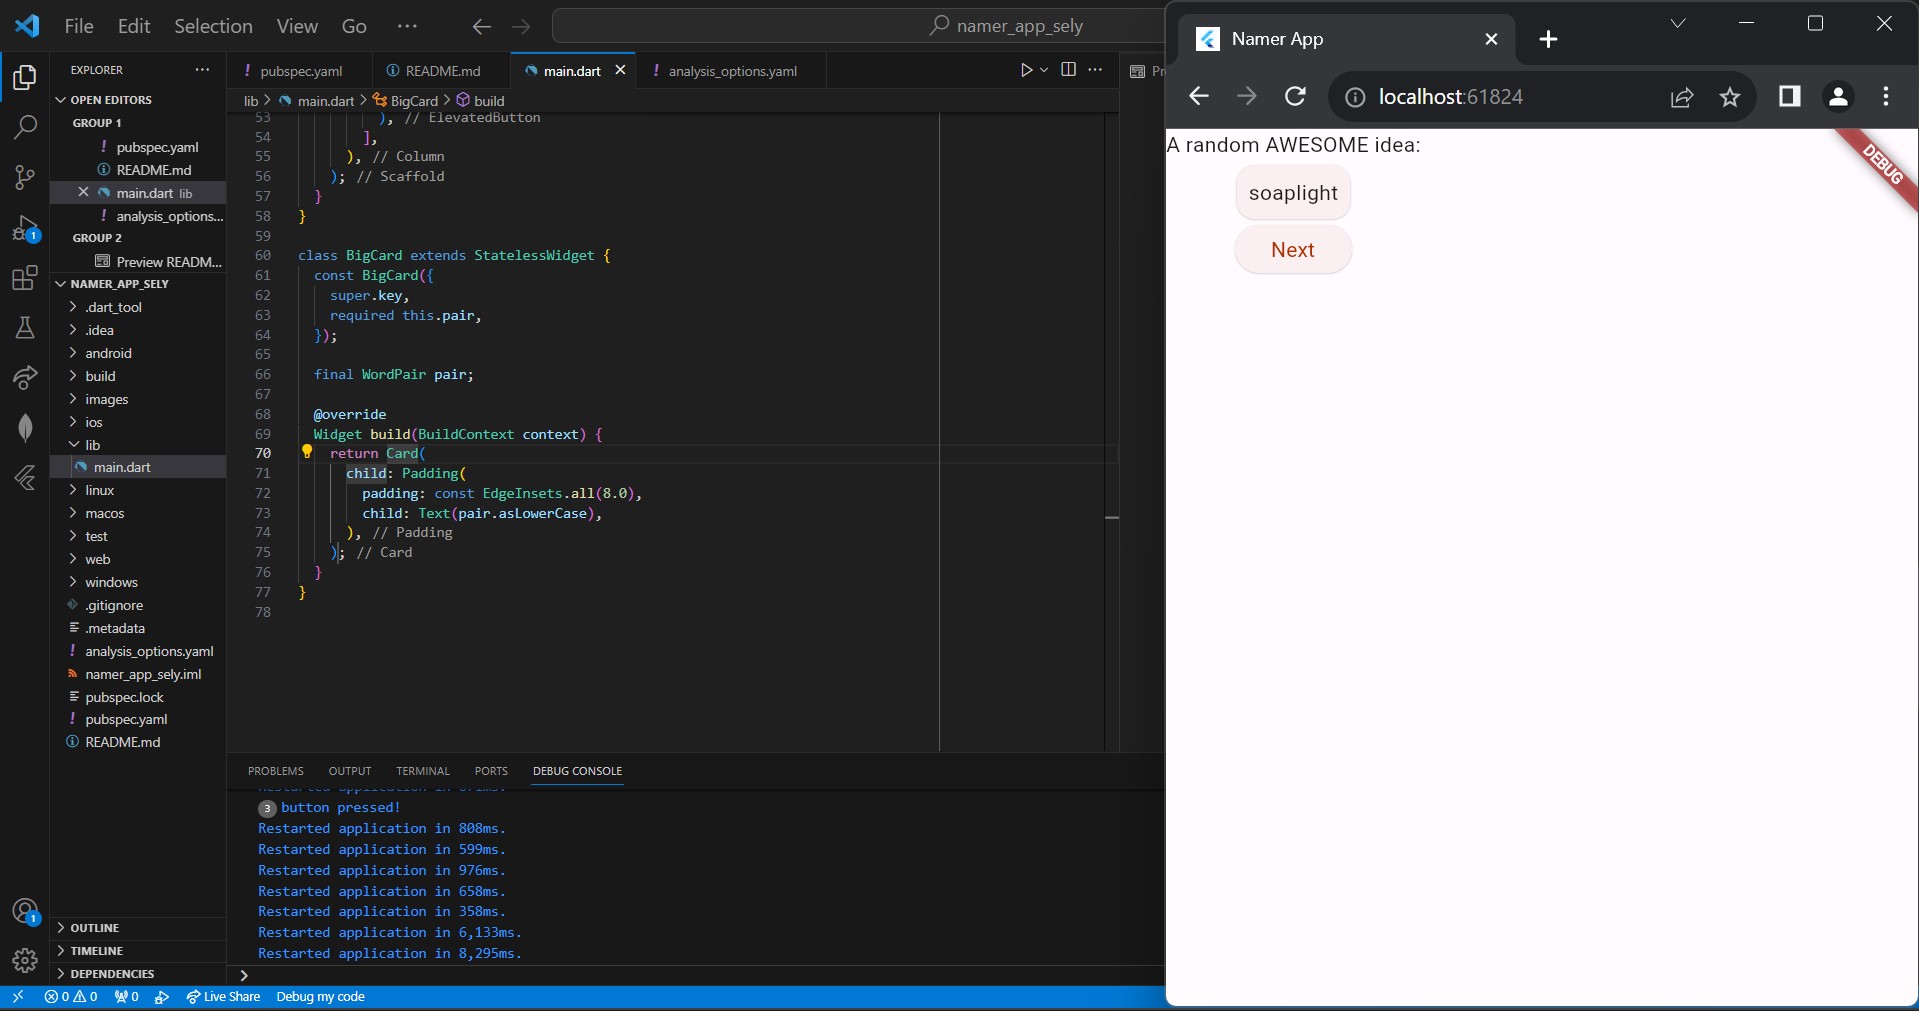 File Edit Selection View Go ··· namer_app_sely
EXPLORER ···
OPEN EDITORS
GROUP 1
! pubspec.yaml
README.md
main.dart lib
! analysis_options...
GROUP 2
Preview READM...
NAMER_APP_SELY
.dart_tool
.idea
android
build
images
ios
lib
main.dart
linux
macos
test
web
windows
.gitignore
.metadata
! analysis_options.yaml
namer_app_sely.iml
pubspec.lock
! pubspec.yaml
README.md
OUTLINE
TIMELINE
DEPENDENCIES
1
1
! pubspec.yaml README.md main.dart ! analysis_options.yaml ··· Pr
lib > main.dart > BigCard > build
53 ), // ElevatedButton
54 ],
55 ), // Column
56 ); // Scaffold
57 }
58 }
59
60 class BigCard extends StatelessWidget {
61 const BigCard({
62 super.key,
63 required this.pair,
64 });
65
66 final WordPair pair;
67
68 @override
69 Widget build(BuildContext context) {
70 return Card(
71 child: Padding(
72 padding: const EdgeInsets.all(8.0),
73 child: Text(pair.asLowerCase),
74 ), // Padding
75 ); // Card
76 }
77 }
78
PROBLEMS OUTPUT TERMINAL PORTS DEBUG CONSOLE
3 button pressed!
Restarted application in 808ms.
Restarted application in 599ms.
Restarted application in 976ms.
Restarted application in 658ms.
Restarted application in 358ms.
Restarted application in 6,133ms.
Restarted application in 8,295ms.
>
0 0 0 Live Share Debug my code
Namer App
localhost:61824
A random AWESOME idea:
DEBUG
soaplight
Next